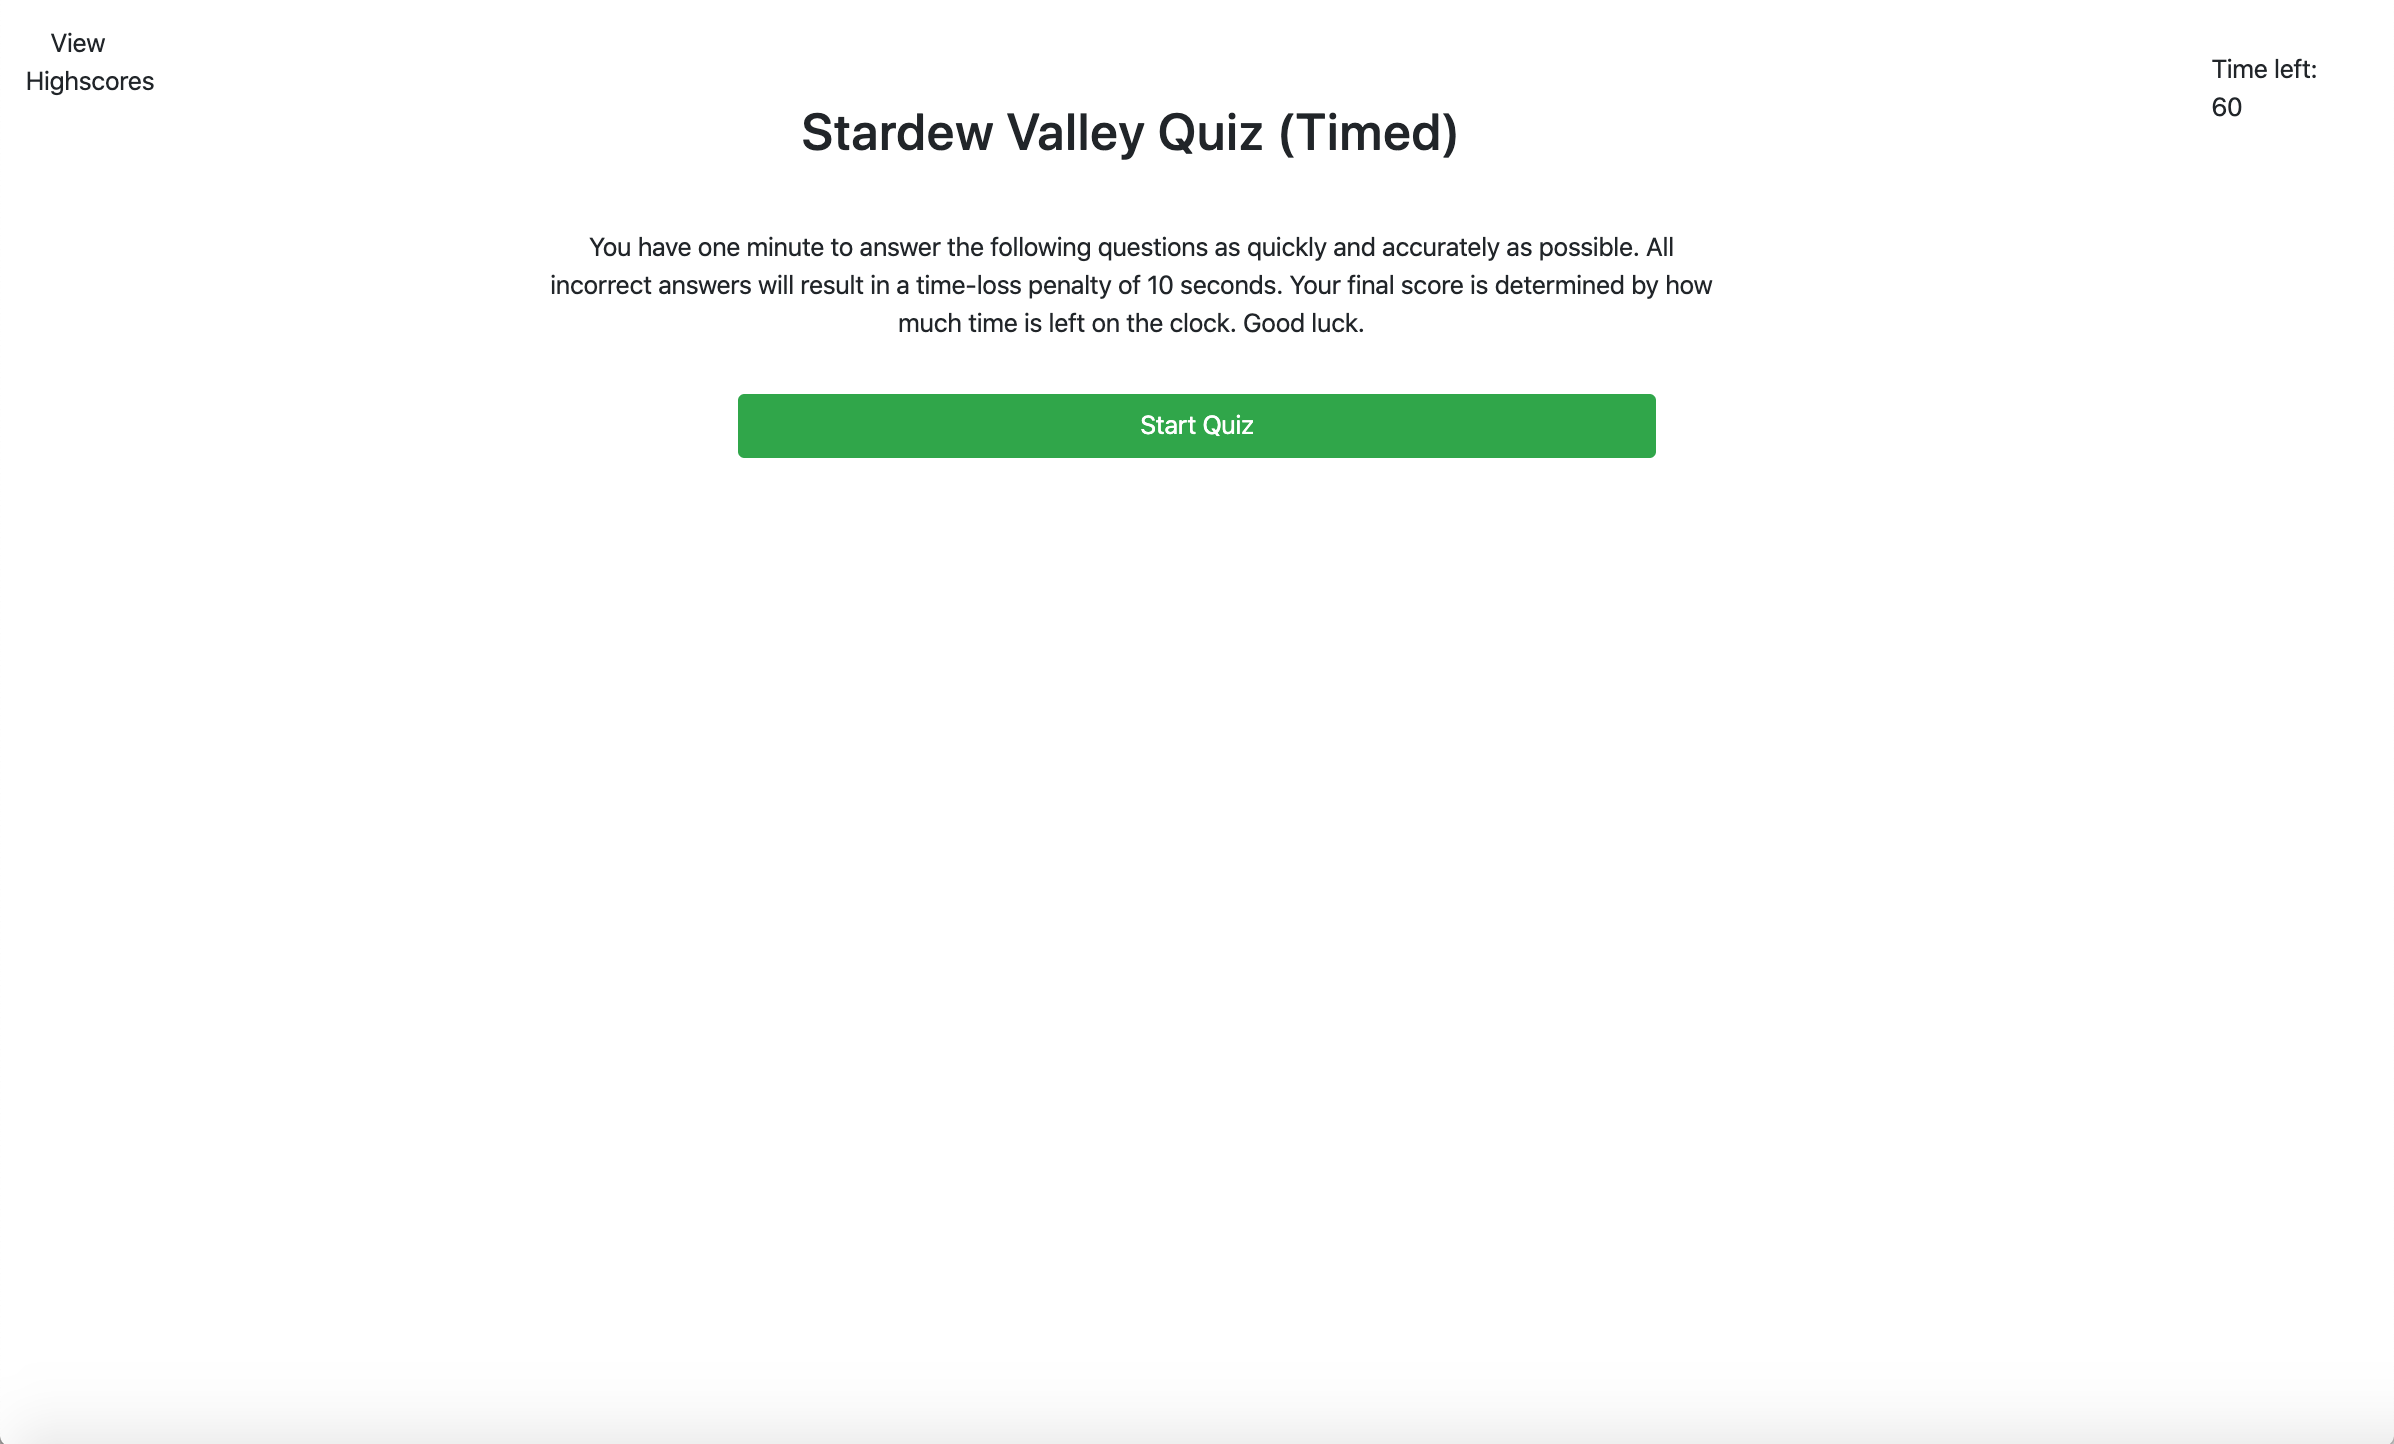 View
Highscores
Time left:
60
Stardew Valley Quiz (Timed)
You have one minute to answer the following questions as quickly and accurately as possible. All
incorrect answers will result in a time-loss penalty of 10 seconds. Your final score is determined by how
much time is left on the clock. Good luck.
Start Quiz